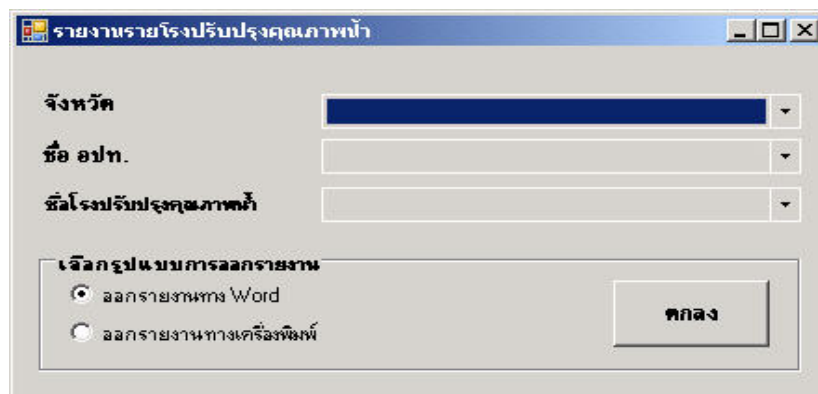 รายงานรายโรงปรับปรุงคุณภาพน้ำ
จังหวัด
ชื่อ อปท.
ชื่อโรงปรับปรุงคุณภาพน้ำ
เลือกรูปแบบการออกรายงาน
ออกรายงานทาง Word
ออกรายงานทางเครื่องพิมพ์
ตกลง